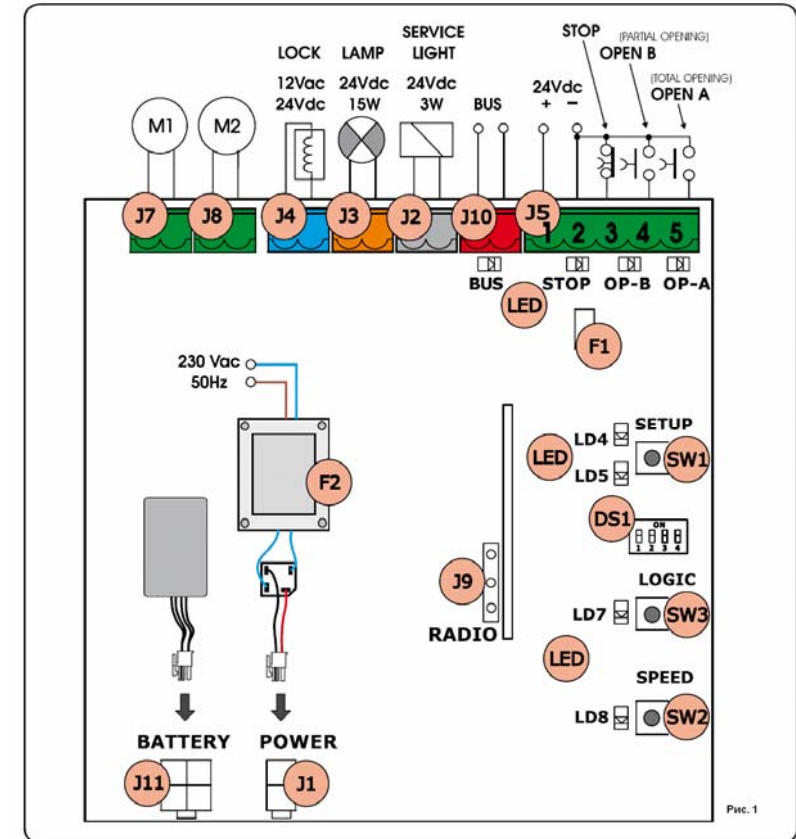 STOP
(PARTIAL OPENING)
OPEN B
(TOTAL OPENING)
OPEN A
LOCK
12Vac
24Vdc
LAMP
24Vdc
15W
SERVICE
LIGHT
24Vdc
3W
BUS
24Vdc
+ −
M1
M2
J7
J8
J4
J3
J2
J10
J5
1 2 3 4 5
BUS
STOP
OP-B
OP-A
LED
F1
230 Vac
50Hz
F2
SETUP
LD4
LED
SW1
LD5
DS1
ON
1 2 3 4
J9
RADIO
LOGIC
LD7
SW3
LED
SPEED
LD8
SW2
BATTERY
POWER
J11
J1
Рис. 1